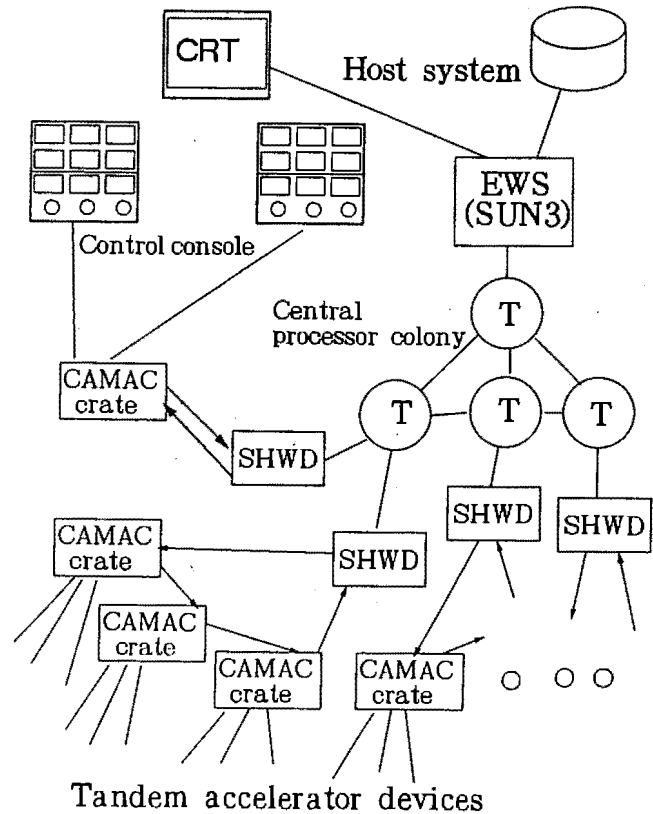 CRT
Host system
EWS
(SUN3)
Control console
Central
processor colony
T
CAMAC
crate
T
T
T
SHWD
SHWD
SHWD
CAMAC
crate
SHWD
CAMAC
crate
CAMAC
crate
CAMAC
crate
Tandem accelerator devices